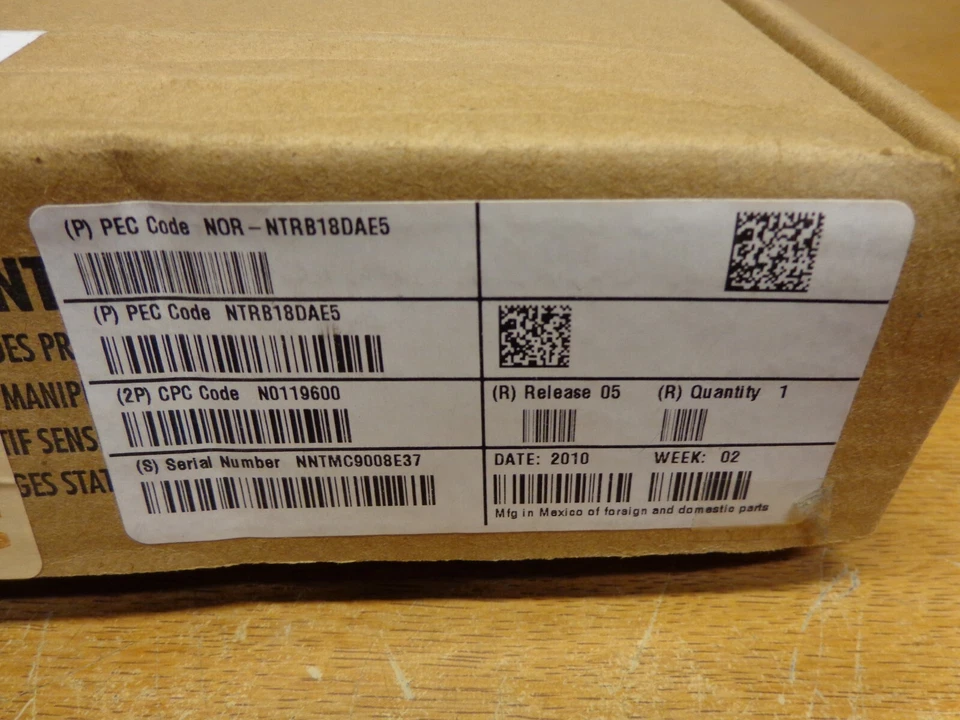 (P) PEC Code NOR-NTRB18DAE5
(P) PEC Code NTRB18DAE5
(2P) CPC Code N0119600
(R) Release 05 (R) Quantity 1
(S) Serial Number NNTMC9008E37
DATE: 2010 WEEK: 02
Mfg in Mexico of foreign and domestic parts
NT
DES PR
MANIP
TIF SENS
GES STAT